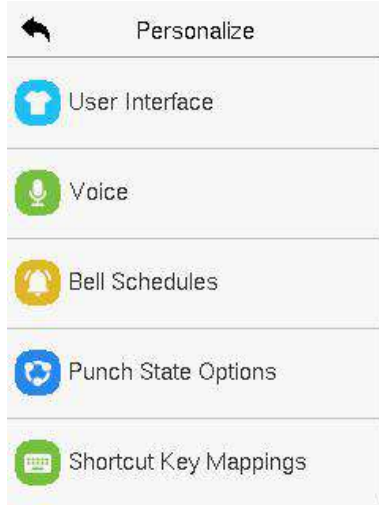 Personalize
User Interface
Voice
Bell Schedules
Punch State Options
Shortcut Key Mappings